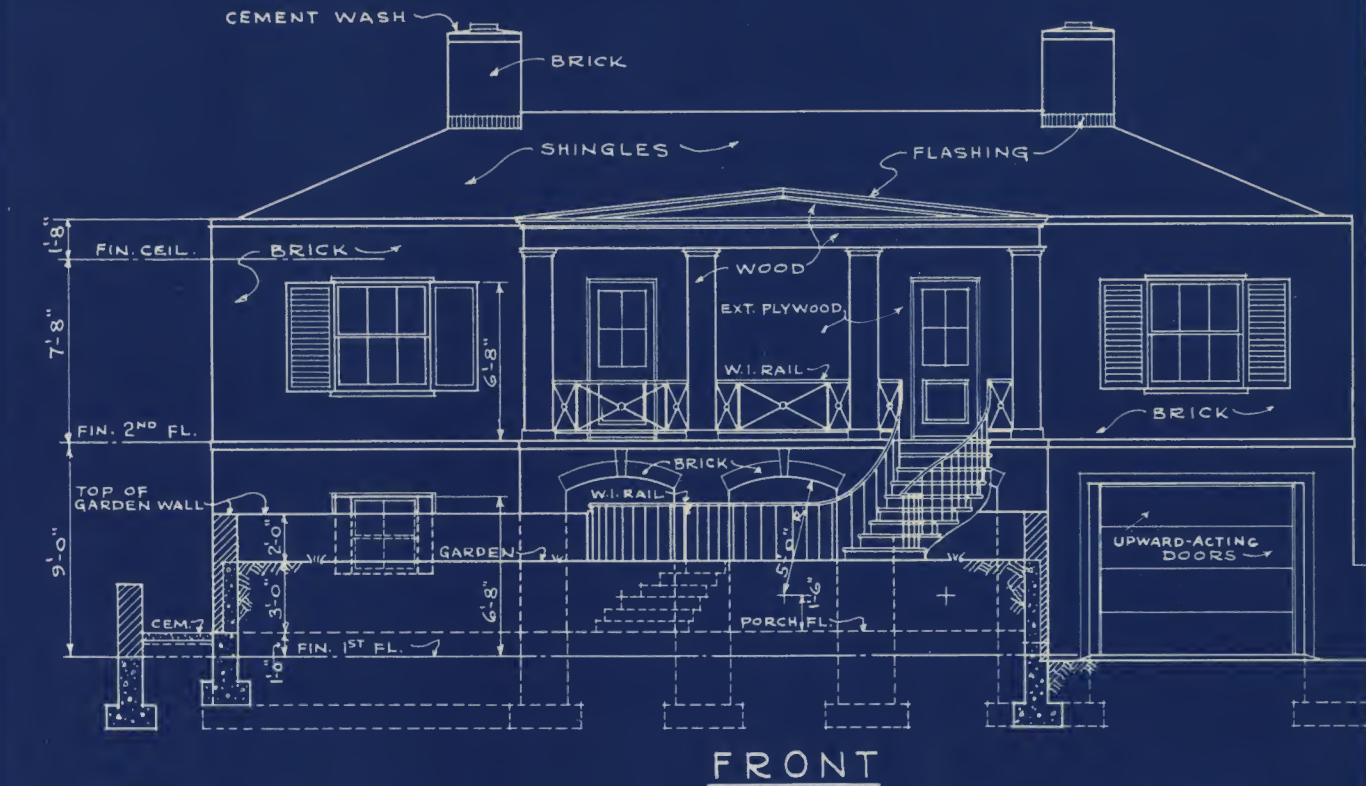 CEMENT WASH
BRICK
SHINGLES
FLASHING
1'-8"
FIN. CEIL.
BRICK
WOOD
EXT. PLYWOOD
7'-8"
6'-8"
W.I. RAIL
BRICK
FIN. 2ND FL.
BRICK
TOP OF
GARDEN WALL
W.I. RAIL
2'-0"
GARDEN
5'-0" R.
UPWARD-ACTING
DOORS
9'-0"
3'-0"
6'-8"
1'-6"
CEM.
PORCH FL.
FIN. 1ST FL.
1'-0"
FRONT